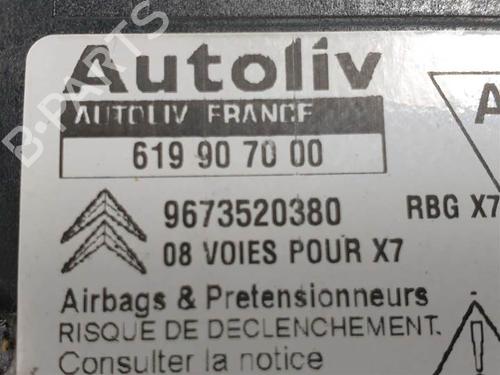 Autoliv
AUTOLIV FRANCE
619 90 70 00
9673520380
RBG X7
08 VOIES POUR X7
Airbags & Pretensionneurs
RISQUE DE DECLENCHEMENT.
Consulter la notice
A
B-PARTS